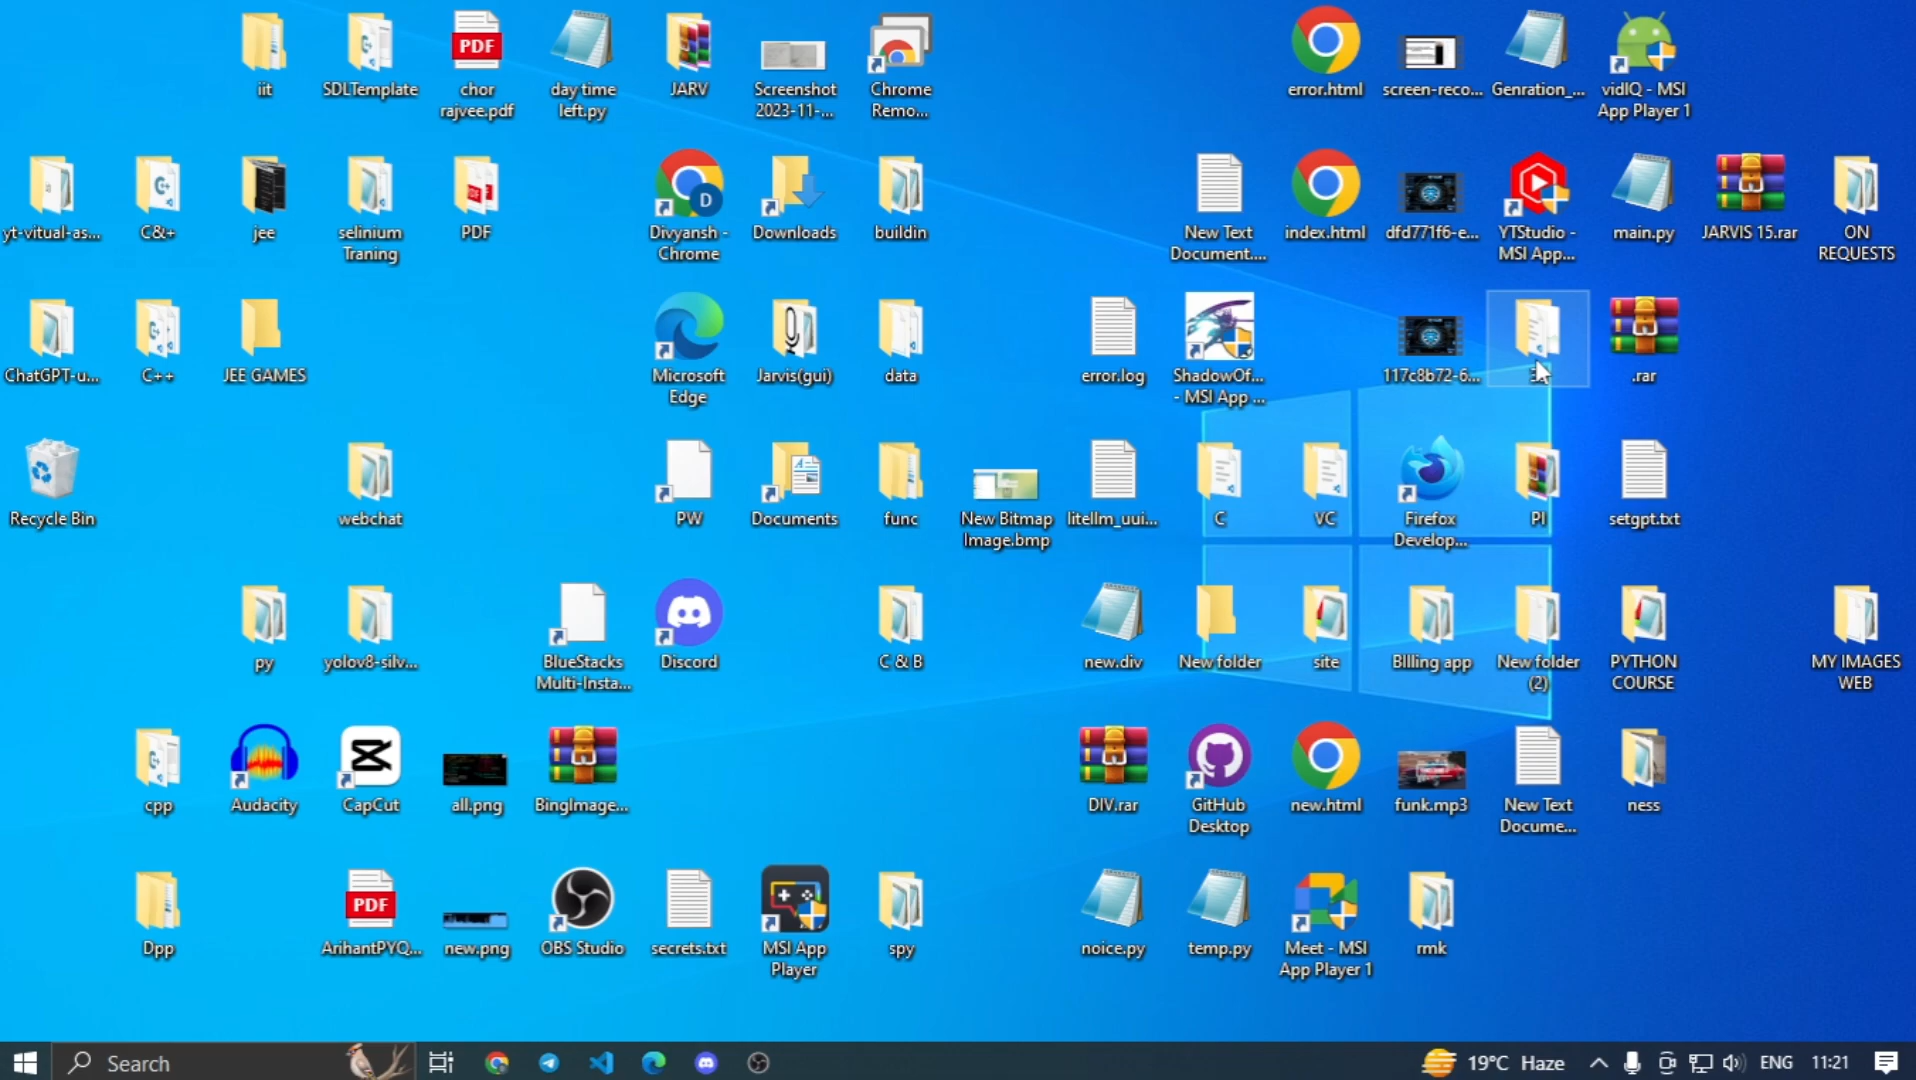 iit
SDLTemplate
PDF
chor
rajvee.pdf
day time
left.py
JARV
Screenshot
2023-11-...
Chrome
Remo...
error.html
screen-reco...
Genration_...
vidIQ - MSI
App Player 1
yt-vitual-as...
C&+
jee
selinium
Traning
PDF
D
Divyansh -
Chrome
Downloads
buildin
New Text
Document....
index.html
dfd771f6-e...
YTStudio -
MSI App...
main.py
JARVIS 15.rar
ON
REQUESTS
ChatGPT-u...
C++
JEE GAMES
Microsoft
Edge
Jarvis(gui)
data
error.log
ShadowOf...
- MSI App ...
117c8b72-6...
.rar
Recycle Bin
webchat
PW
Documents
func
New Bitmap
Image.bmp
litellm_uui...
C
VC
Firefox
Develop...
PI
setgpt.txt
py
yolov8-silv...
BlueStacks
Multi-Insta...
Discord
C & B
new.div
New folder
site
BIlling app
New folder
(2)
PYTHON
COURSE
MY IMAGES
WEB
cpp
Audacity
CapCut
all.png
BingImage...
DIV.rar
GitHub
Desktop
new.html
funk.mp3
New Text
Docume...
ness
Dpp
PDF
ArihantPYQ...
new.png
OBS Studio
secrets.txt
MSI App
Player
spy
noice.py
temp.py
Meet - MSI
App Player 1
rmk
Search
19°C Haze
ENG
11:21